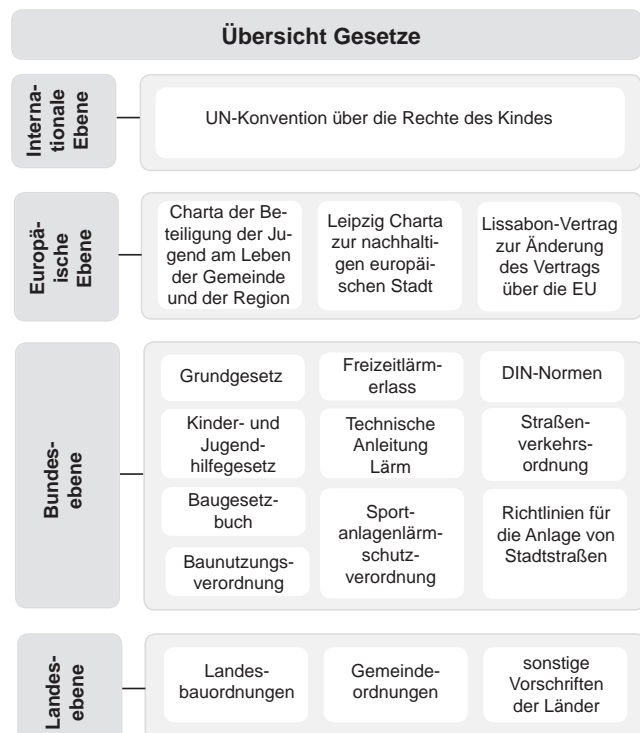 Übersicht Gesetze
Interna-
tionale
Ebene
UN-Konvention über die Rechte des Kindes
Europä-
ische
Ebene
Charta der Be-
teiligung der Ju-
gend am Leben
der Gemeinde
und der Region
Leipzig Charta
zur nachhalti-
gen europäi-
schen Stadt
Lissabon-Vertrag
zur Änderung
des Vertrags
über die EU
Bundes-
ebene
Grundgesetz
Kinder- und
Jugend-
hilfegesetz
Baugesetz-
buch
Baunutzungs-
verordnung
Freizeitlärm-
erlass
Technische
Anleitung
Lärm
Sport-
anlagenlärm-
schutz-
verordnung
DIN-Normen
Straßen-
verkehrs-
ordnung
Richtlinien für
die Anlage von
Stadtstraßen
Landes-
ebene
Landes-
bauordnungen
Gemeinde-
ordnungen
sonstige
Vorschriften
der Länder